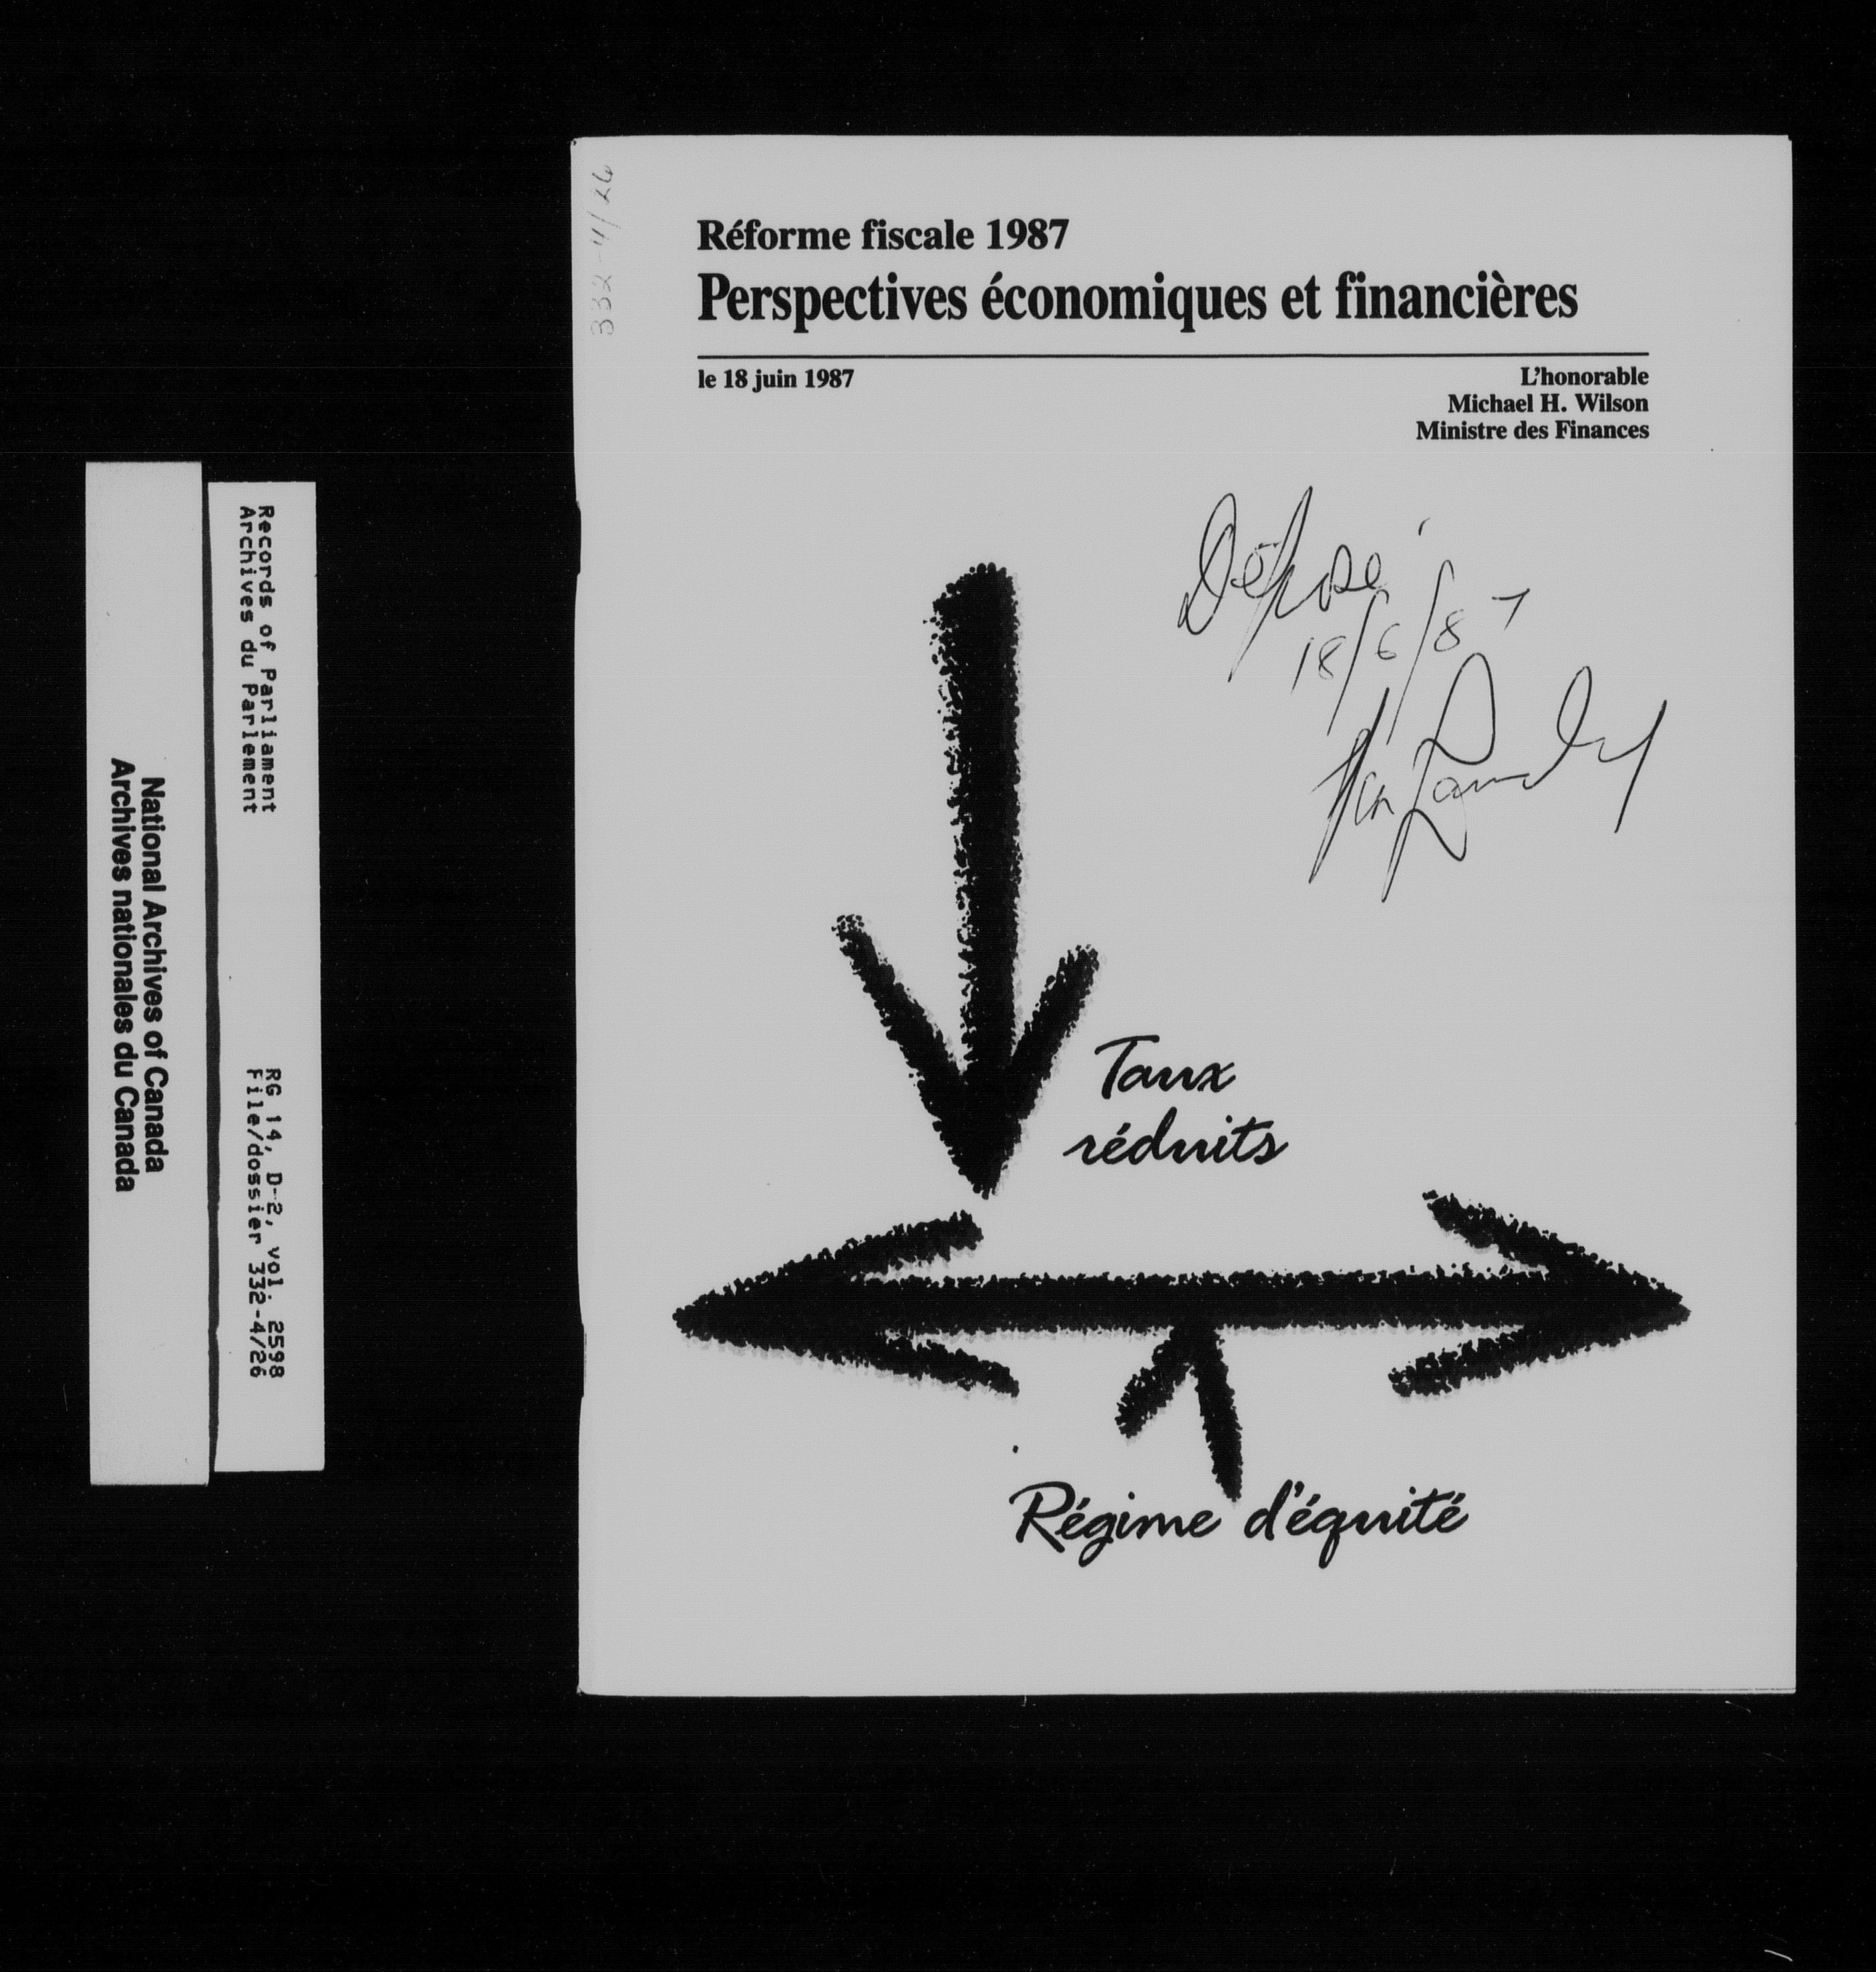 332-4/26
Réforme fiscale 1987
Perspectives économiques et financières
le 18 juin 1987
L'honorable
Michael H. Wilson
Ministre des Finances
Déposé
18/6/87
Taux
réduits
Régime d'équité
Records of Parliament
Archives du Parlement
RG 14, D-2, vol. 2598
File/dossier 332-4/26
National Archives of Canada
Archives nationales du Canada